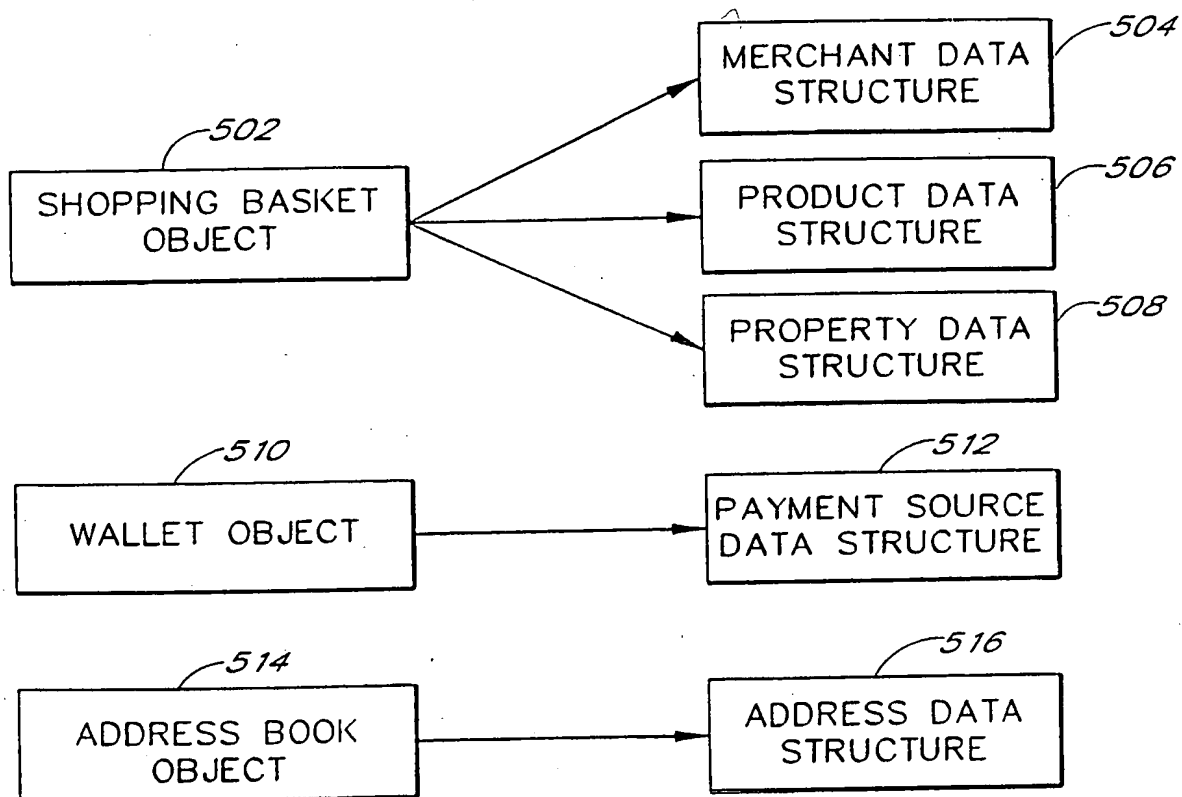 504
MERCHANT DATA
STRUCTURE
502
SHOPPING BASKET
OBJECT
506
PRODUCT DATA
STRUCTURE
508
PROPERTY DATA
STRUCTURE
510
WALLET OBJECT
512
PAYMENT SOURCE
DATA STRUCTURE
514
ADDRESS BOOK
OBJECT
516
ADDRESS DATA
STRUCTURE